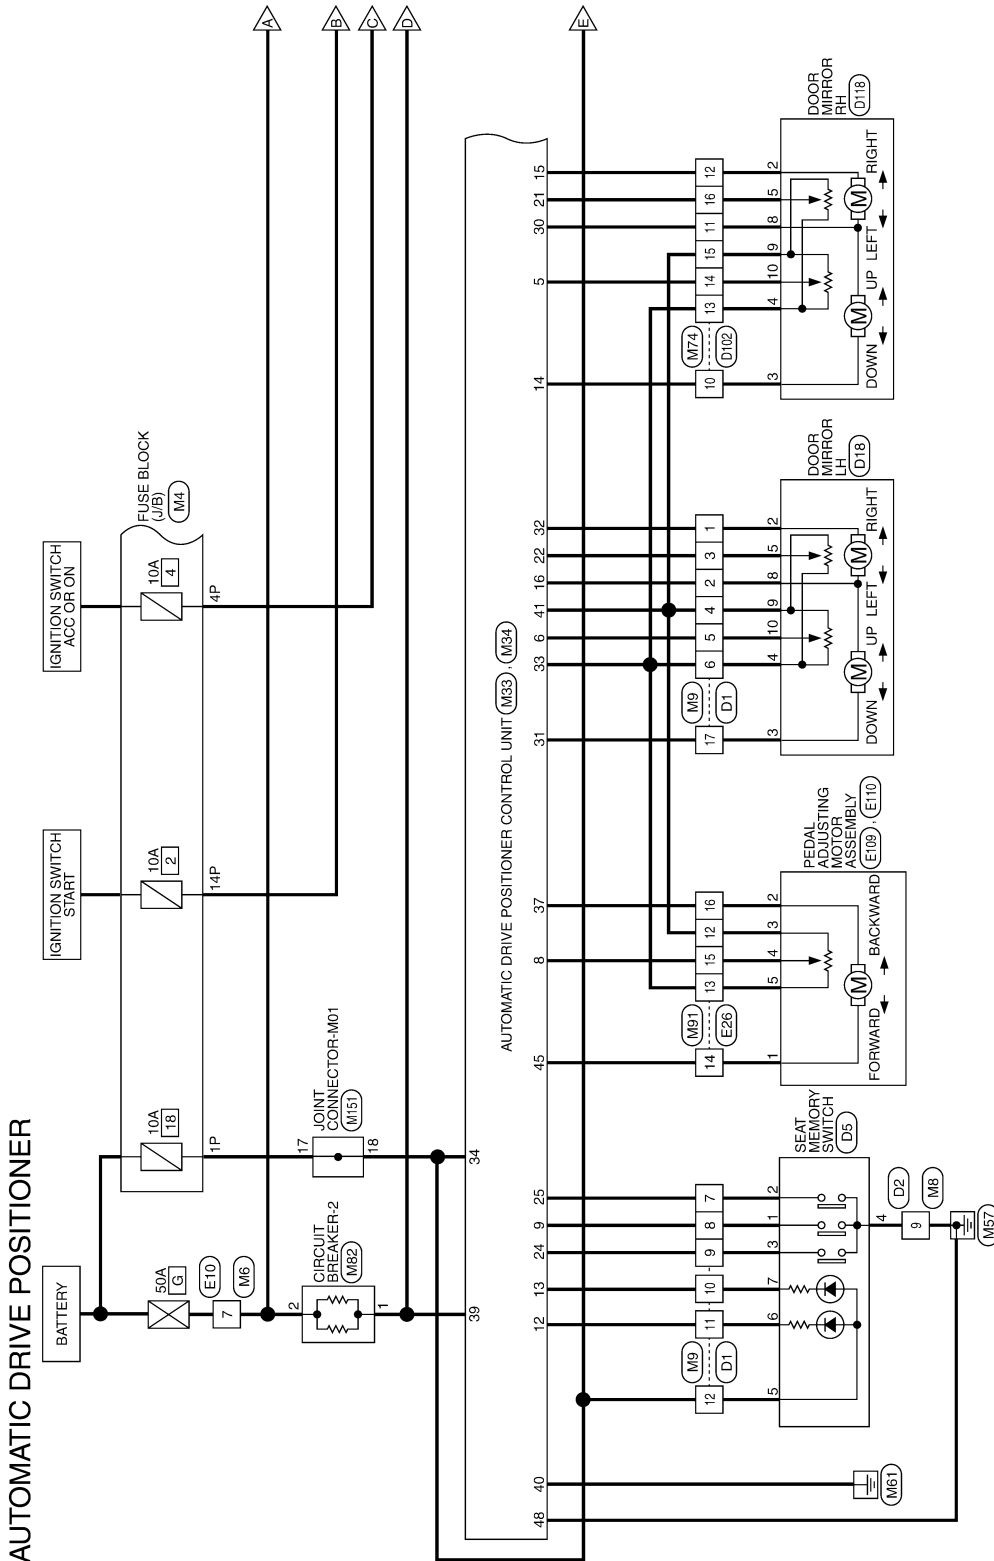 AUTOMATIC DRIVE POSITIONER
BATTERY
IGNITION SWITCH
START
IGNITION SWITCH
ACC OR ON
50A
G
10A
18
10A
2
10A
4
FUSE BLOCK
(J/B)
M4
E10
7
M6
1P
14P
4P
2
CIRCUIT
BREAKER-2
M82
1
17
JOINT
CONNECTOR-M01
M151
18
A
B
C
D
E
39
34
AUTOMATIC DRIVE POSITIONER CONTROL UNIT M33 , M34
48
40
12
13
24
9
25
45
8
37
31
33
6
41
16
22
32
14
5
30
21
15
12
M9
D1
11
10
9
8
7
14
M91
E26
13
15
12
16
17
M9
D1
6
5
4
2
3
1
10
M74
D102
13
14
15
11
16
12
5
6
7
3
1
2
SEAT
MEMORY
SWITCH
D5
4
D2
9
M8
M57
M61
1
5
4
3
2
PEDAL
ADJUSTING
MOTOR
ASSEMBLY
E109 , E110
FORWARD
M
BACKWARD
3
4
10
9
8
5
2
DOOR
MIRROR
LH
D18
DOWN
M
UP
LEFT
M
RIGHT
3
4
10
9
8
5
2
DOOR
MIRROR
RH
D118
DOWN
M
UP
LEFT
M
RIGHT